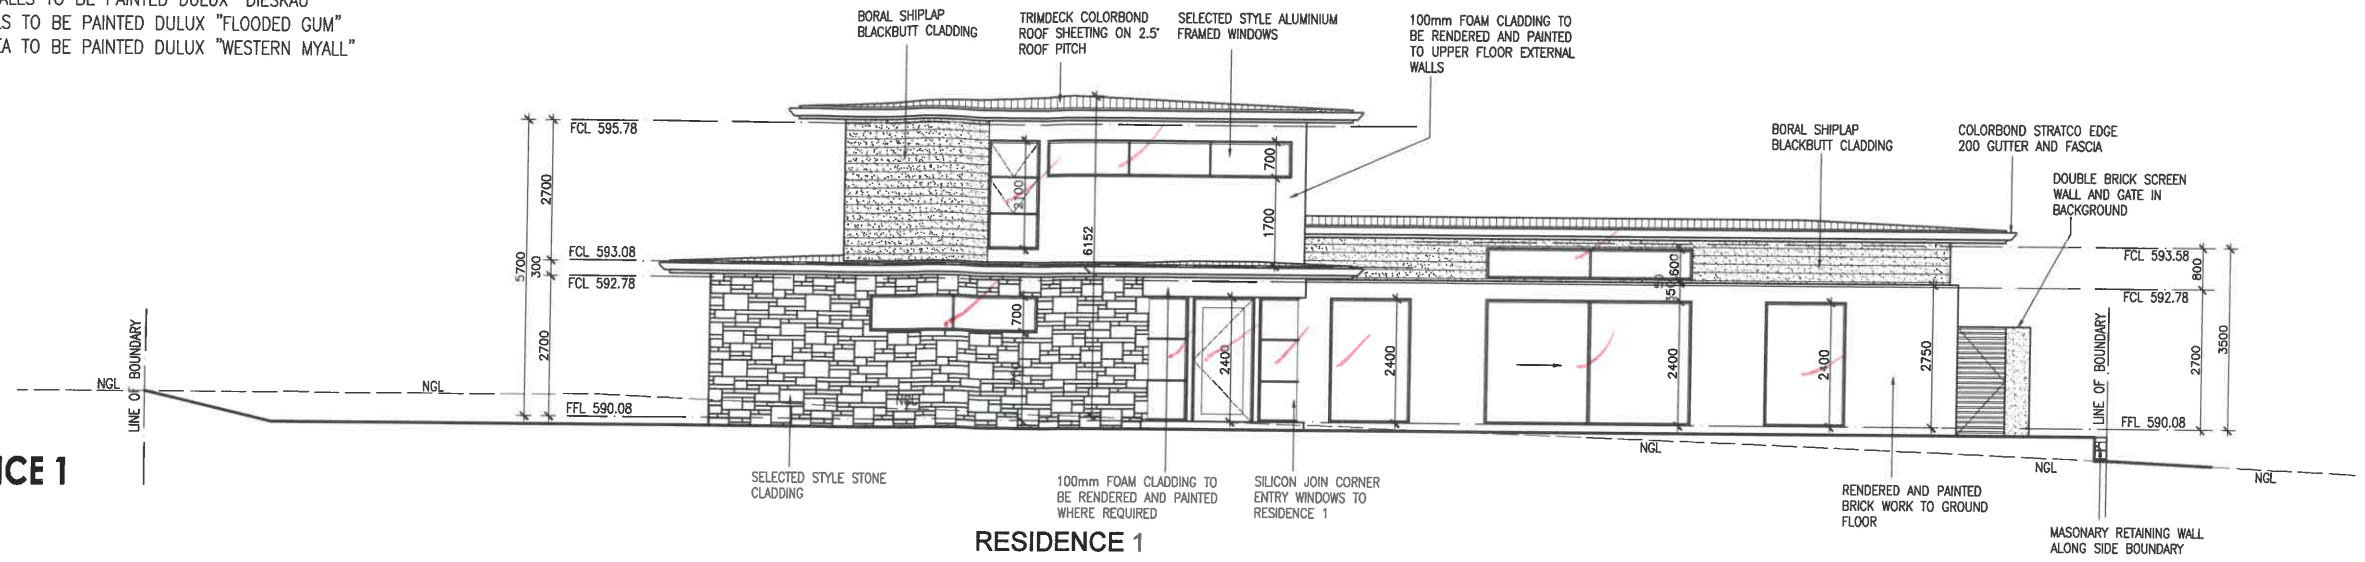 ALLS TO BE PAINTED DULUX "DIESKAU"
LS TO BE PAINTED DULUX "FLOODED GUM"
EA TO BE PAINTED DULUX "WESTERN MYALL"
BORAL SHIPLAP
BLACKBUTT CLADDING
TRIMDECK COLORBOND
ROOF SHEETING ON 2.5°
ROOF PITCH
SELECTED STYLE ALUMINIUM
FRAMED WINDOWS
100mm FOAM CLADDING TO
BE RENDERED AND PAINTED
TO UPPER FLOOR EXTERNAL
WALLS
BORAL SHIPLAP
BLACKBUTT CLADDING
COLORBOND STRATCO EDGE
200 GUTTER AND FASCIA
DOUBLE BRICK SCREEN
WALL AND GATE IN
BACKGROUND
FCL 595.78
FCL 593.08
FCL 592.78
FFL 590.08
5700
2700
300
2700
2100
6152
700
1700
700
2400
2400
600
2400
2400
2750
FCL 593.58
FCL 592.78
FFL 590.08
800
2700
3500
LINE OF BOUNDARY
LINE OF BOUNDARY
NGL
NGL
NGL
NGL
NGL
NGL
NCE 1
SELECTED STYLE STONE
CLADDING
100mm FOAM CLADDING TO
BE RENDERED AND PAINTED
WHERE REQUIRED
SILICON JOIN CORNER
ENTRY WINDOWS TO
RESIDENCE 1
RENDERED AND PAINTED
BRICK WORK TO GROUND
FLOOR
MASONARY RETAINING WALL
ALONG SIDE BOUNDARY
RESIDENCE 1